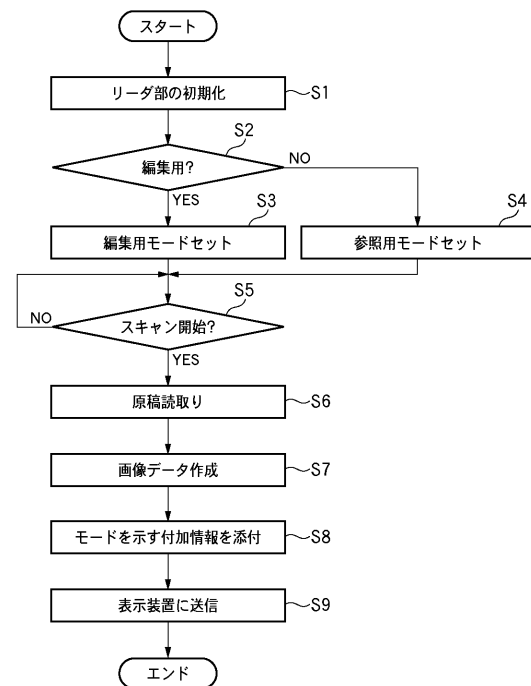 スタート
リーダ部の初期化
S1
S2
編集用?
NO
YES
S3
S4
編集用モードセット
参照用モードセット
S5
NO
スキャン開始?
YES
原稿読取り
S6
画像データ作成
S7
モードを示す付加情報を添付
S8
表示装置に送信
S9
エンド